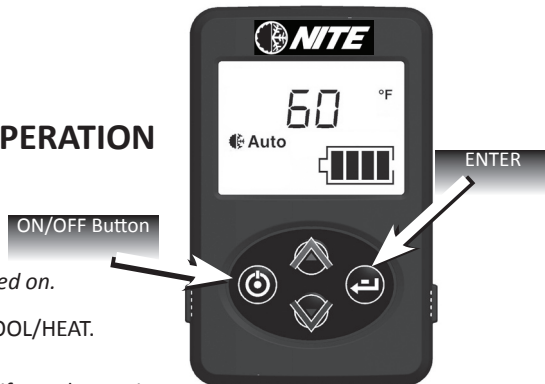 NITE
60 °F
Auto
PERATION
ENTER
ON/OFF Button
ed on.
OOL/HEAT.